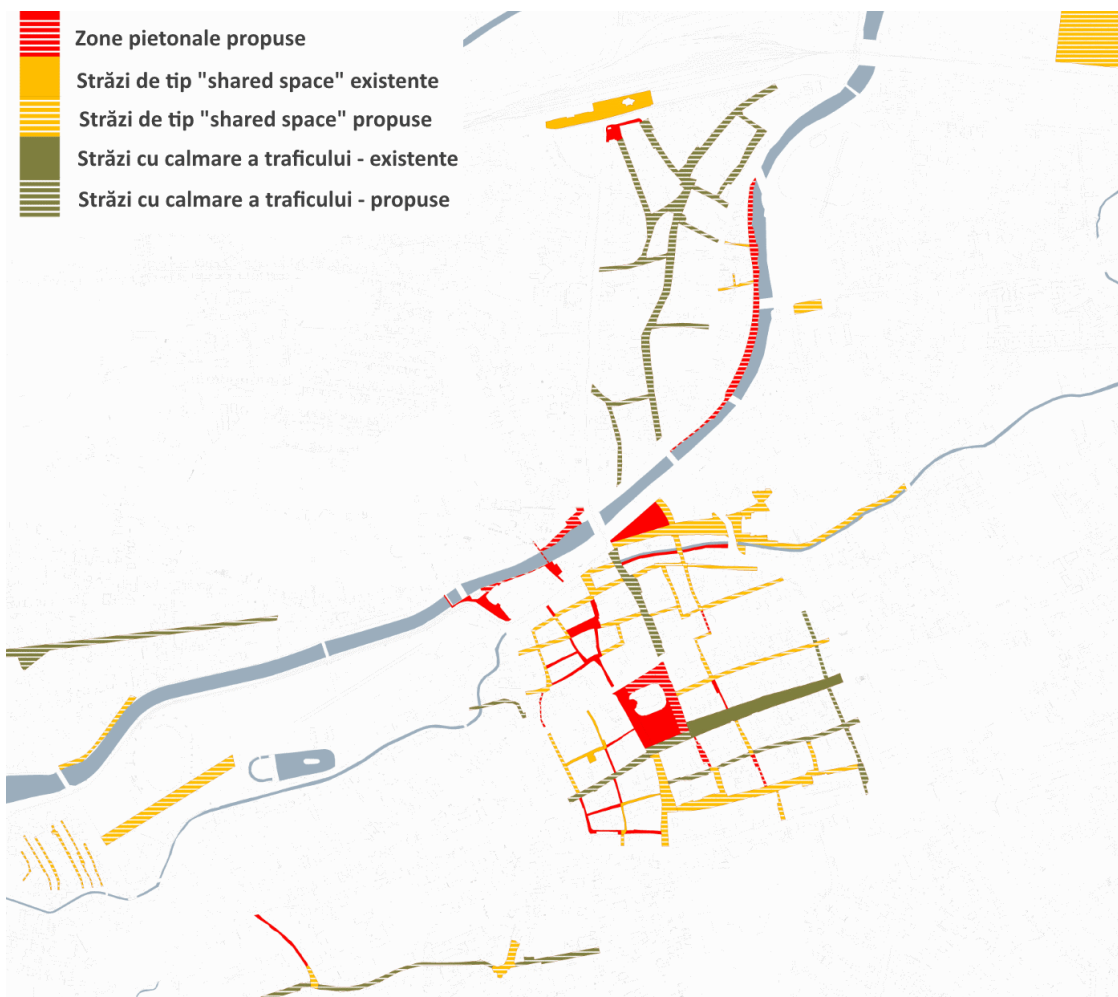 Zone pietonale propuse
Străzi de tip "shared space" existente
Străzi de tip "shared space" propuse
Străzi cu calmare a traficului - existente
Străzi cu calmare a traficului - propuse